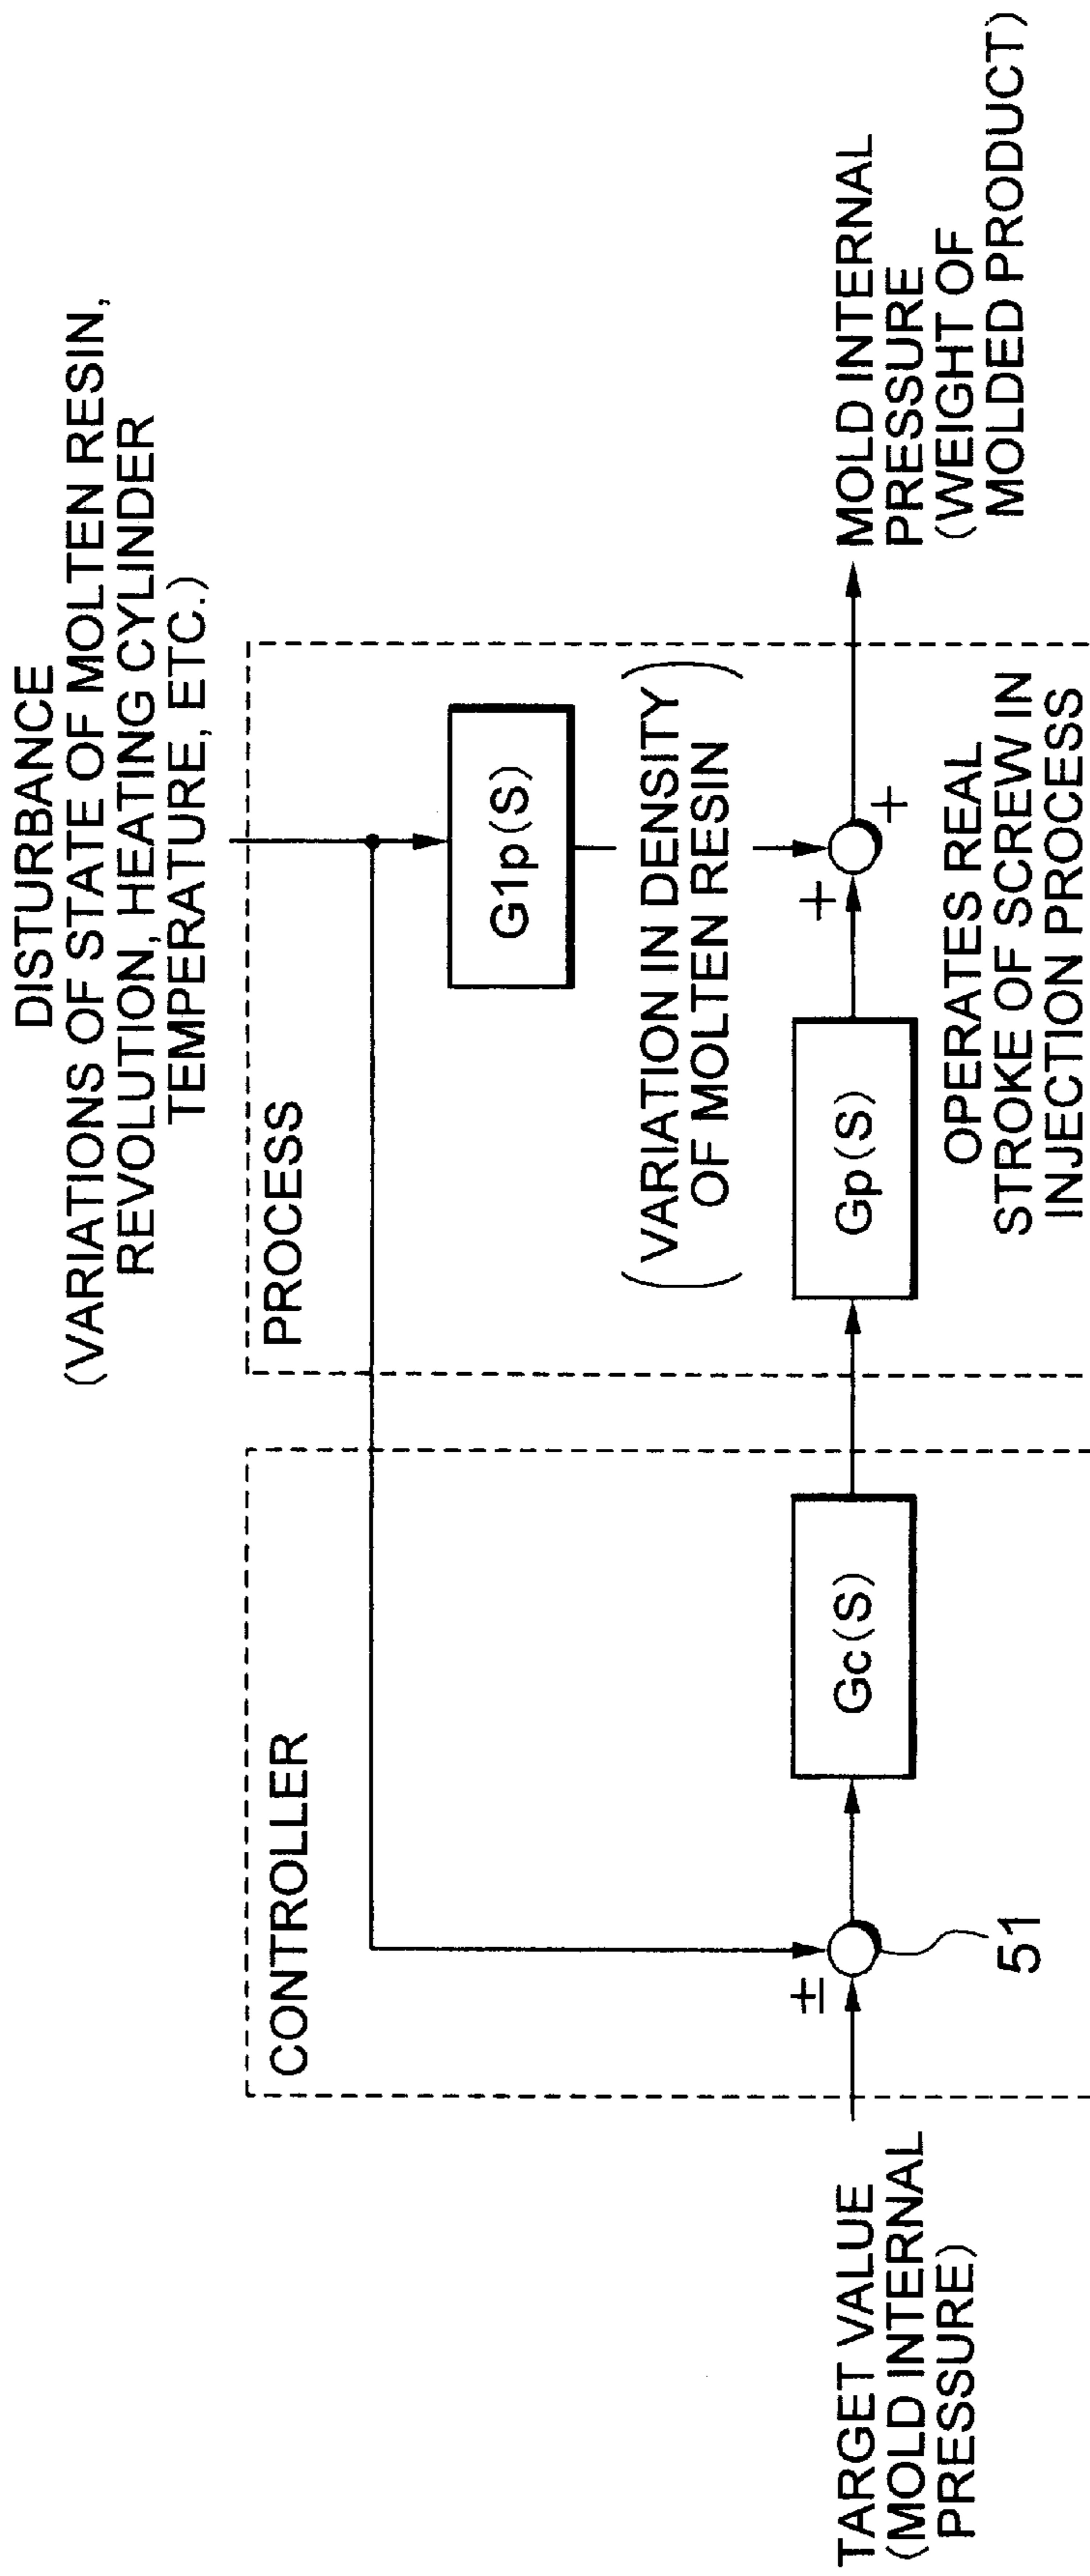 DISTURBANCE
(VARIATIONS OF STATE OF MOLTEN RESIN,
REVOLUTION, HEATING CYLINDER
TEMPERATURE, ETC.)
CONTROLLER
PROCESS
G1p(S)
(VARIATION IN DENSITY
OF MOLTEN RESIN)
TARGET VALUE
(MOLD INTERNAL
PRESSURE)
±
51
Gc(S)
Gp(S)
+
+
OPERATES REAL
STROKE OF SCREW IN
INJECTION PROCESS
MOLD INTERNAL
PRESSURE
(WEIGHT OF
MOLDED PRODUCT)